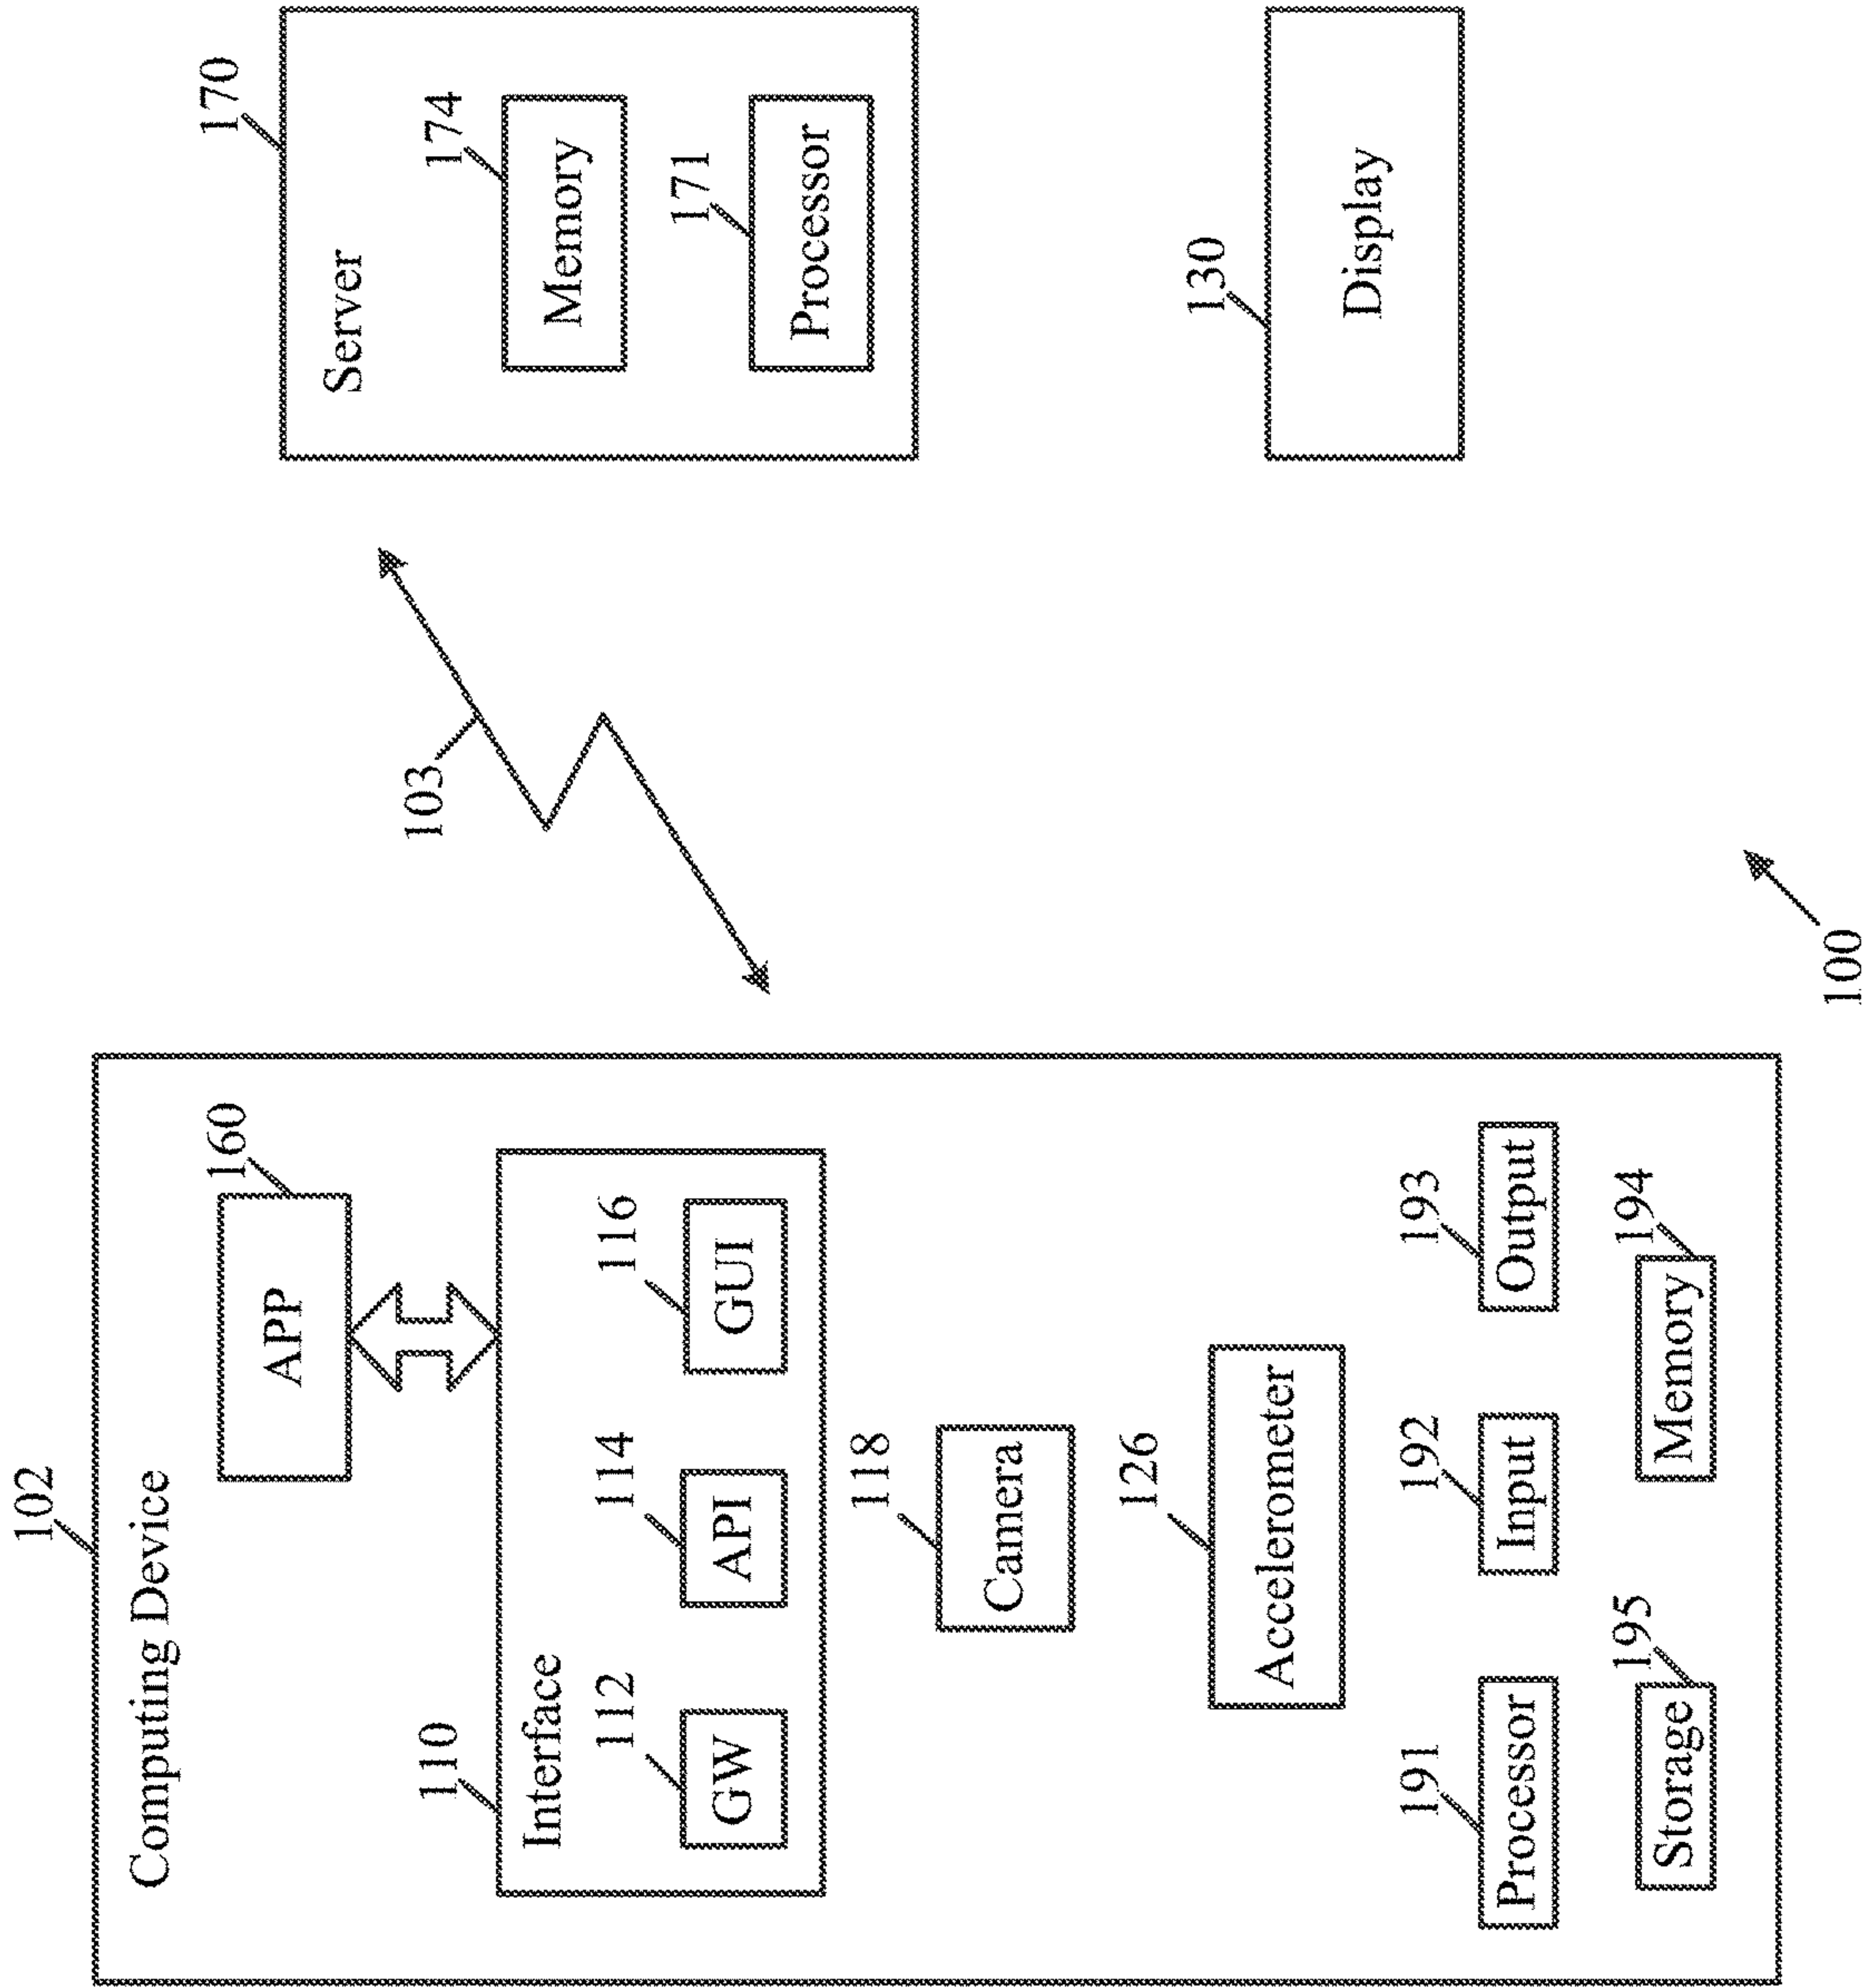 102
Computing Device
160
APP
110
Interface
112
GW
114
API
116
GUI
118
Camera
126
Accelerometer
191
Processor
192
Input
193
Output
195
Storage
194
Memory
103
170
Server
174
Memory
171
Processor
130
Display
100